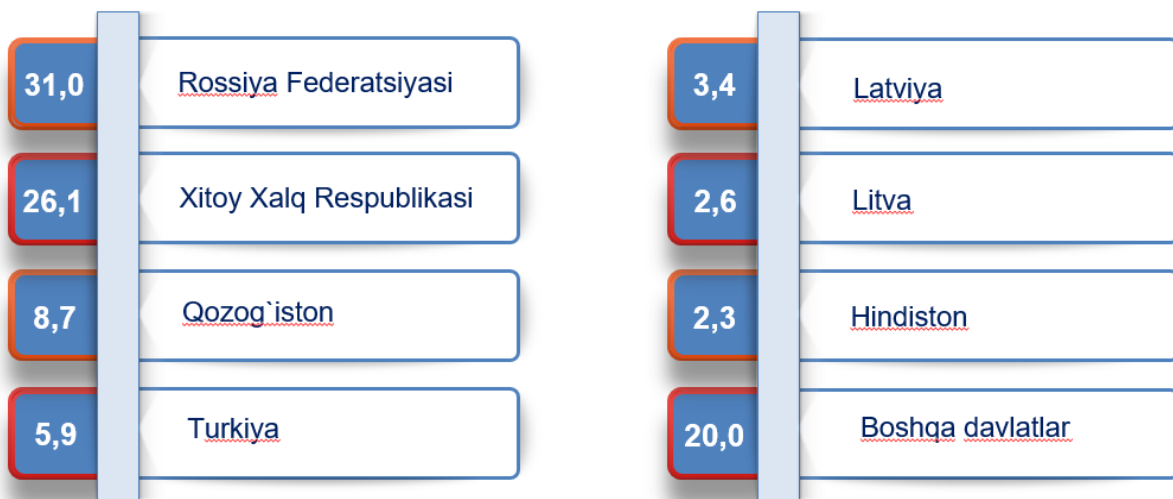 31,0 Rossiya Federatsiyasi
26,1 Xitoy Xalq Respublikasi
8,7 Qozog`iston
5,9 Turkiya
3,4 Latviya
2,6 Litva
2,3 Hindiston
20,0 Boshqa davlatlar